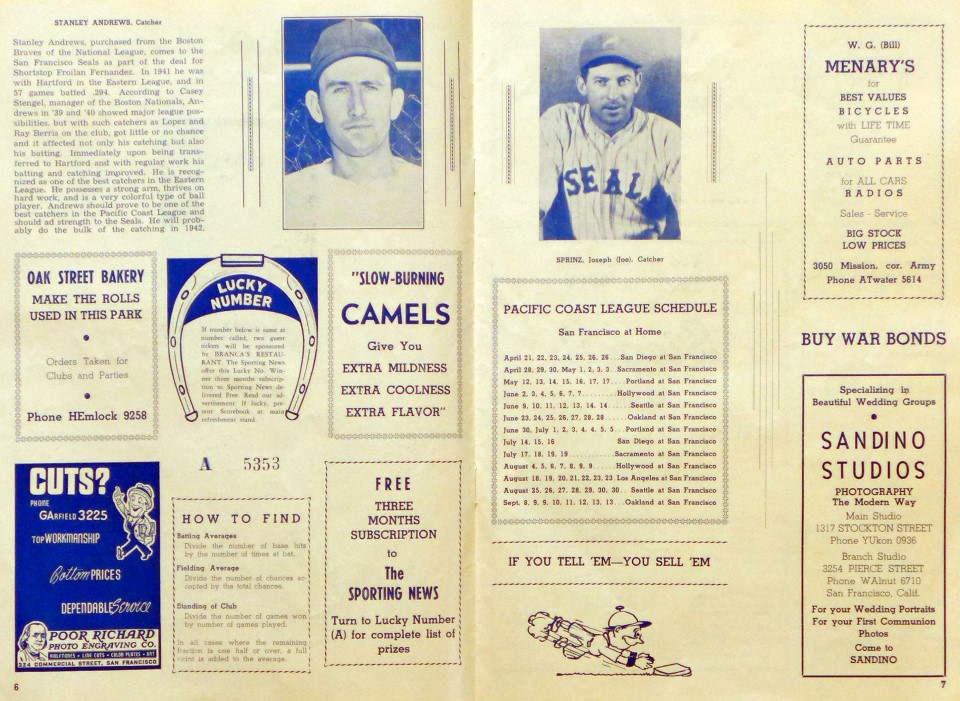 STANLEY ANDREWS, Catcher
Stanley Andrews, purchased from the Boston
Braves of the National League, comes to the
San Francisco Seals as part of the deal for
Shortstop Froilan Fernandez. In 1941 he was
with Hartford in the Eastern League, and in
57 games batted .294. According to Casey
Stengel, manager of the Boston Nationals, An-
drews in '39 and '40 showed major league pos-
sibilities, but with such catchers as Lopez and
Ray Berris on the club, got little or no chance
and it affected not only his catching but also
his batting. Immediately upon being trans-
ferred to Hartford and with regular work his
batting and catching improved. He is recog-
nized as one of the best catchers in the Eastern
League. He possesses a strong arm, thrives on
hard work, and is a very colorful type of ball
player. Andrews should prove to be one of the
best catchers in the Pacific Coast League and
should ad strength to the Seals. He will prob-
ably do the bulk of the catching in 1942.
OAK STREET BAKERY
MAKE THE ROLLS
USED IN THIS PARK
Orders Taken for
Clubs and Parties
Phone HEmlock 9258
LUCKY
NUMBER
If number below is same as
number called, two guest
tickets will be sponsored
by BRANCA'S RESTAU-
RANT. The Sporting News
offer this Lucky No. Win-
ner three months subscrip-
tion to Sporting News de-
livered Free. Read our ad-
vertisement. If lucky, pre-
sent Scorebook at main
refreshment stand.
"SLOW-BURNING
CAMELS
Give You
EXTRA MILDNESS
EXTRA COOLNESS
EXTRA FLAVOR"
A 5353
CUTS?
PHONE
GARFIELD 3225
TOP WORKMANSHIP
Bottom PRICES
DEPENDABLE Service
POOR RICHARD
PHOTO ENGRAVING CO.
HALFTONES • LINE CUTS • COLOR PLATES • ART
324 COMMERCIAL STREET, SAN FRANCISCO
HOW TO FIND
Batting Averages
Divide the number of base hits
by the number of times at bat.
Fielding Average
Divide the number of chances ac-
cepted by the total chances.
Standing of Club
Divide the number of games won
by number of games played.
In all cases where the remaining
fraction is one half or over, a full
point is added to the average.
FREE
THREE
MONTHS
SUBSCRIPTION
to
The
SPORTING NEWS
Turn to Lucky Number
(A) for complete list of
prizes
6
SEAL
SPRINZ, Joseph (Joe), Catcher
PACIFIC COAST LEAGUE SCHEDULE
San Francisco at Home
April 21, 22, 23, 24, 25, 26, 26...San Diego at San Francisco
April 28, 29, 30, May 1, 2, 3, 3..Sacramento at San Francisco
May 12, 13, 14, 15, 16, 17, 17....Portland at San Francisco
June 2, 3, 4, 5, 6, 7, 7.........Hollywood at San Francisco
June 9, 10, 11, 12, 13, 14, 14......Seattle at San Francisco
June 23, 24, 25, 26, 27, 28, 28.....Oakland at San Francisco
June 30, July 1, 2, 3, 4, 4, 5, 5...Portland at San Francisco
July 14, 15, 16 San Diego at San Francisco
July 17, 18, 19, 19............Sacramento at San Francisco
August 4, 5, 6, 7, 8, 9, 9......Hollywood at San Francisco
August 18, 19, 20, 21, 22, 23, 23.Los Angeles at San Francisco
August 25, 26, 27, 28, 29, 30, 30.. Seattle at San Francisco
Sept. 8, 9, 9, 10, 11, 12, 13, 13...Oakland at San Francisco
IF YOU TELL 'EM—YOU SELL 'EM
W. G. (Bill)
MENARY'S
for
BEST VALUES
BICYCLES
with LIFE TIME
Guarantee
AUTO PARTS
for ALL CARS
RADIOS
Sales - Service
BIG STOCK
LOW PRICES
3050 Mission, cor. Army
Phone ATwater 5614
BUY WAR BONDS
Specializing in
Beautiful Wedding Groups
SANDINO
STUDIOS
PHOTOGRAPHY
The Modern Way
Main Studio
1317 STOCKTON STREET
Phone YUkon 0936
Branch Studio
3254 PIERCE STREET
Phone WAlnut 6710
San Francisco, Calif.
For your Wedding Portraits
For your First Communion
Photos
Come to
SANDINO
7